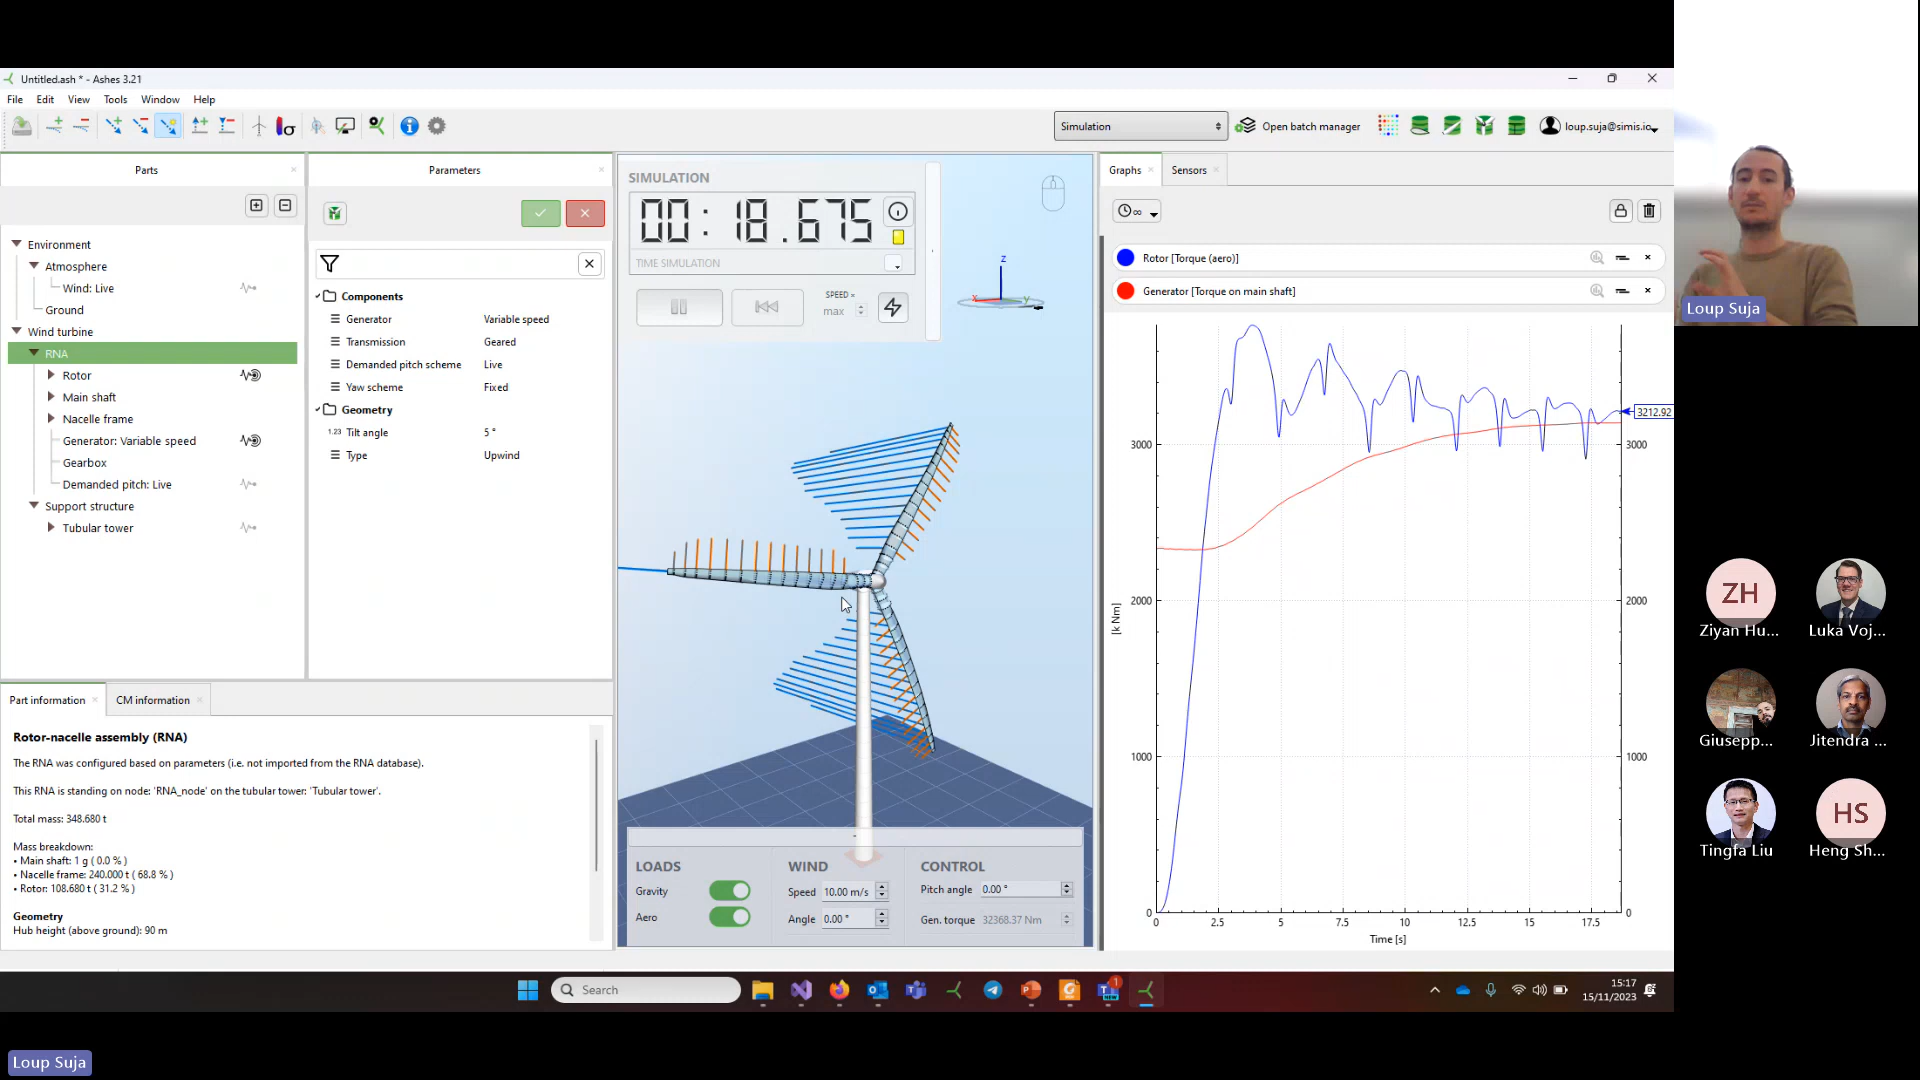 Untitled.ash * - Ashes 3.21
File Edit View Tools Window Help
Simulation
Open batch manager
loup.suja@simis.io
Parts
Parameters
Environment
Atmosphere
Wind: Live
Ground
Wind turbine
RNA
Rotor
Main shaft
Nacelle frame
Generator: Variable speed
Gearbox
Demanded pitch: Live
Support structure
Tubular tower
Components
Generator Variable speed
Transmission Geared
Demanded pitch scheme Live
Yaw scheme Fixed
Geometry
1.23 Tilt angle 5 °
Type Upwind
Part information
CM information
Rotor-nacelle assembly (RNA)
The RNA was configured based on parameters (i.e. not imported from the RNA database).
This RNA is standing on node: 'RNA_node' on the tubular tower: 'Tubular tower'.
Total mass: 348.680 t
Mass breakdown:
• Main shaft: 1 g ( 0.0 % )
• Nacelle frame: 240.000 t ( 68.8 % )
• Rotor: 108.680 t ( 31.2 % )
Geometry
Hub height (above ground): 90 m
SIMULATION
00:18.675
TIME SIMULATION
SPEED =
max
z
x
y
LOADS
Gravity
Aero
WIND
Speed 10.00 m/s
Angle 0.00 °
CONTROL
Pitch angle 0.00 °
Gen. torque 32368.37 Nm
Graphs
Sensors
∞
Rotor [Torque (aero)]
Generator [Torque on main shaft]
3212.92
3000 3000
2000 2000
[k Nm]
1000 1000
0 0
0 2.5 5 7.5 10 12.5 15 17.5
Time [s]
Search
1
15:17
15/11/2023
Loup Suja
ZH
Ziyan Hu...
Luka Voj...
Giusepp...
Jitendra ...
Tingfa Liu
HS
Heng Sh...
Loup Suja